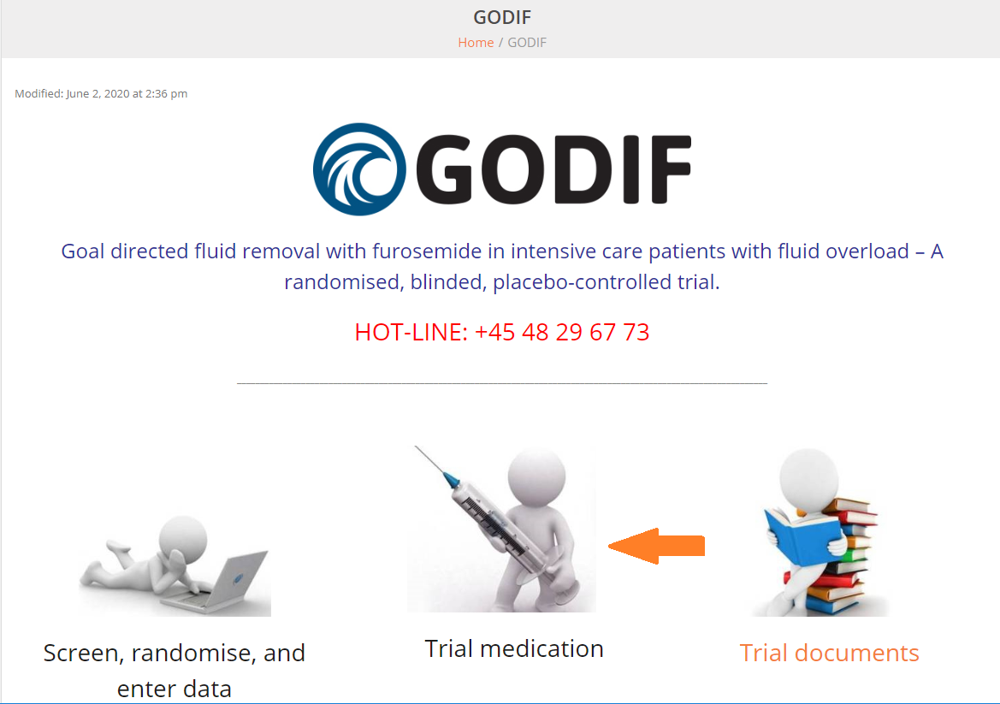 GODIF
Home / GODIF
Modified: June 2, 2020 at 2:36 pm
GODIF
Goal directed fluid removal with furosemide in intensive care patients with fluid overload – A
randomised, blinded, placebo-controlled trial.
HOT-LINE: +45 48 29 67 73
Screen, randomise, and
enter data
Trial medication
Trial documents